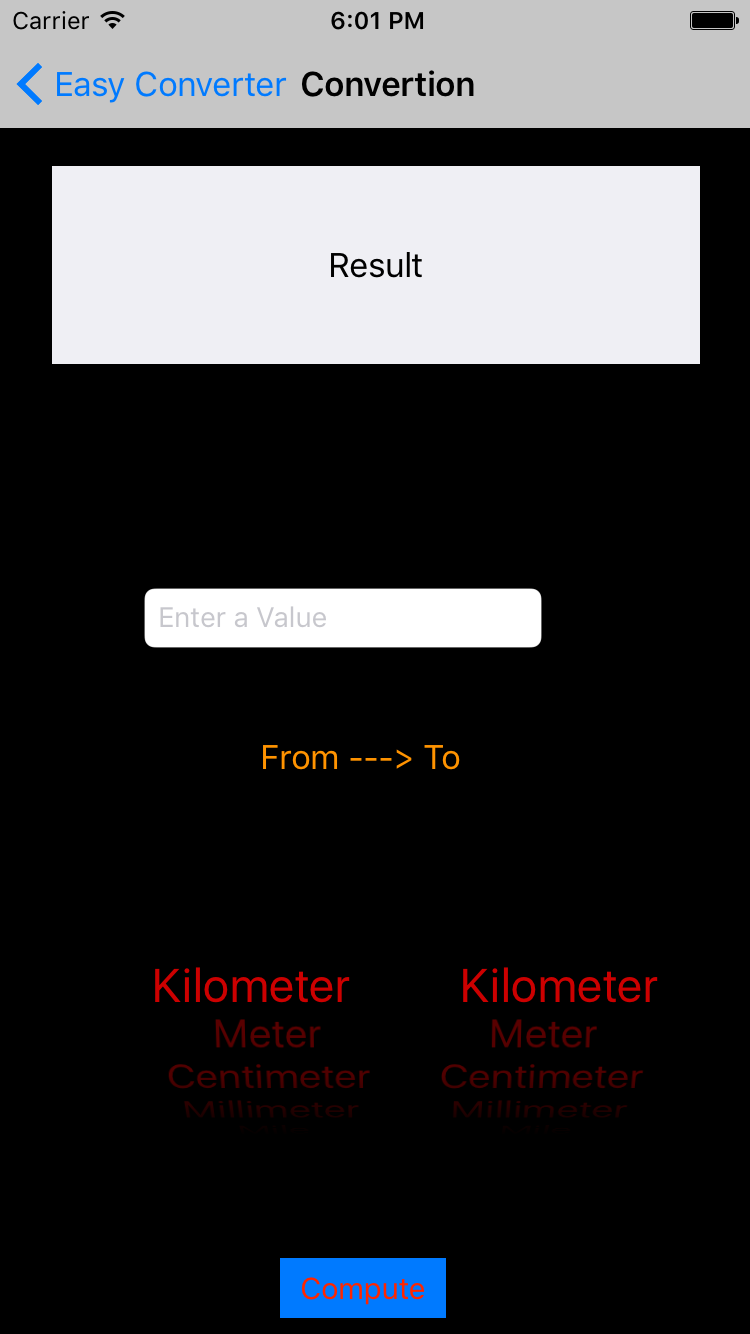 Carrier 6:01 PM
Easy Converter Convertion
Result
Enter a Value
From ---> To
Kilometer Kilometer
Meter Meter
Centimeter Centimeter
Millimeter Millimeter
Compute